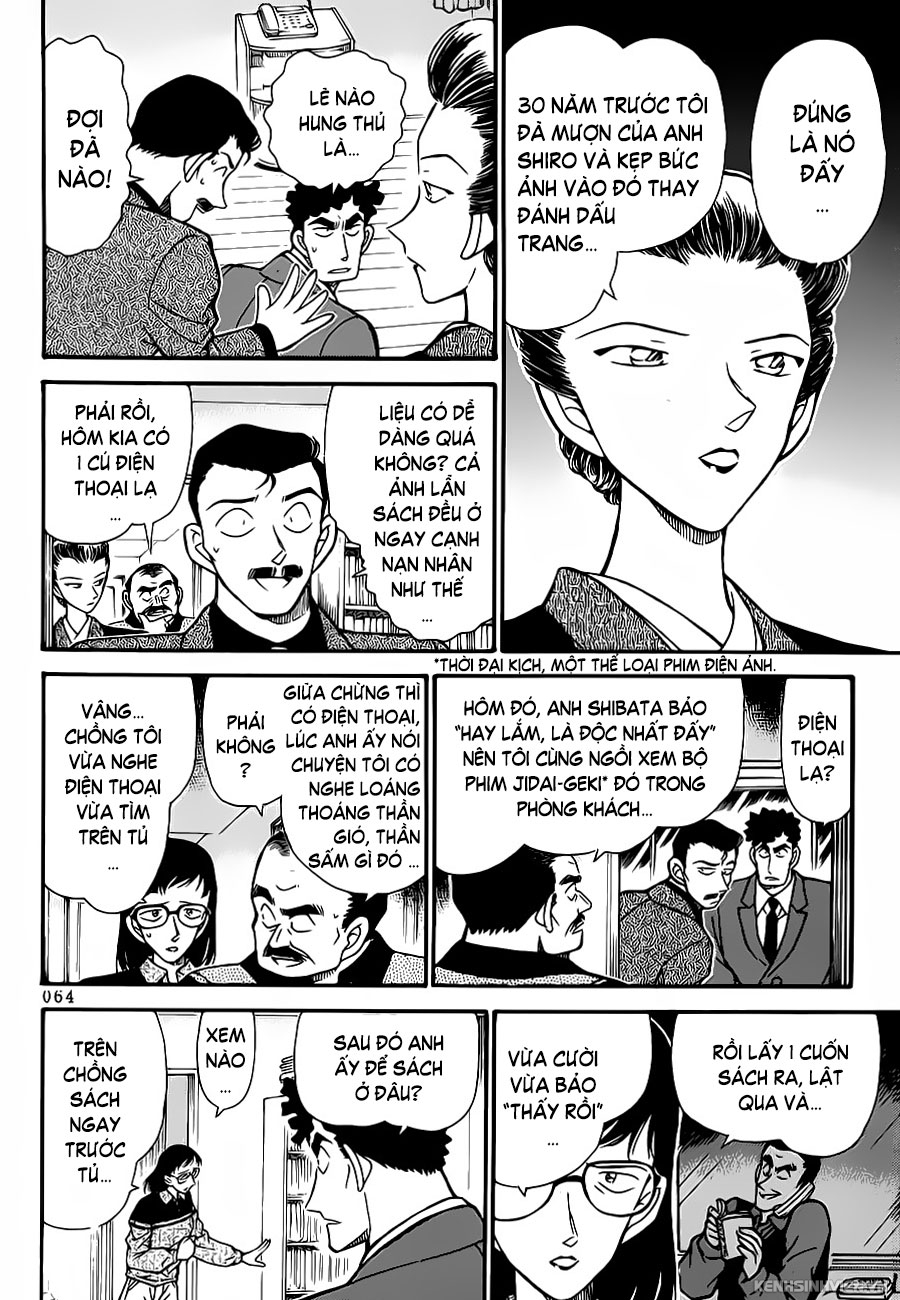 ĐÚNG
LÀ NÓ
ĐẤY
...
30 NĂM TRƯỚC TÔI
ĐÃ MƯỢN CỦA ANH
SHIRO VÀ KẸP BỨC
ẢNH VÀO ĐÓ THAY
ĐÁNH DẤU
TRANG...
LẼ NÀO
HUNG THỦ
LÀ...
ĐỢI
ĐÃ
NÀO!
LIỆU CÓ DỄ
DÀNG QUÁ
KHÔNG? CẢ
ẢNH LẪN
SÁCH ĐỀU Ở
NGAY CẠNH
NẠN NHÂN
NHƯ THẾ
PHẢI RỒI,
HÔM KIA CÓ
1 CÚ ĐIỆN
THOẠI LẠ
...
*THỜI ĐẠI KỊCH, MỘT THỂ LOẠI PHIM ĐIỆN ẢNH.
ĐIỆN
THOẠI
LẠ?
HÔM ĐÓ, ANH SHIBATA BẢO
“HAY LẮM, LÀ ĐỘC NHẤT ĐẤY”
NÊN TÔI CÙNG NGỒI XEM BỘ
PHIM JIDAI-GEKI* ĐÓ TRONG
PHÒNG KHÁCH...
GIỮA CHỪNG THÌ
CÓ ĐIỆN THOẠI,
LÚC ANH ẤY NÓI
CHUYỆN TÔI CÓ
NGHE LOÁNG
THOÁNG THẦN
GIÓ, THẦN
SẤM GÌ ĐÓ ...
PHẢI
KHÔNG
?
VÂNG...
CHỒNG TÔI
VỪA NGHE
ĐIỆN THOẠI
VỪA TÌM
TRÊN TỦ
...
064
RỒI LẤY 1 CUỐN
SÁCH RA, LẬT
QUA VÀ...
VỪA CƯỜI
VỪA BẢO
“THẤY RỒI”
...
SAU ĐÓ ANH
ẤY ĐỂ SÁCH
Ở ĐÂU?
XEM
NÀO
...
TRÊN
CHỒNG
SÁCH
NGAY
TRƯỚC
TỦ...